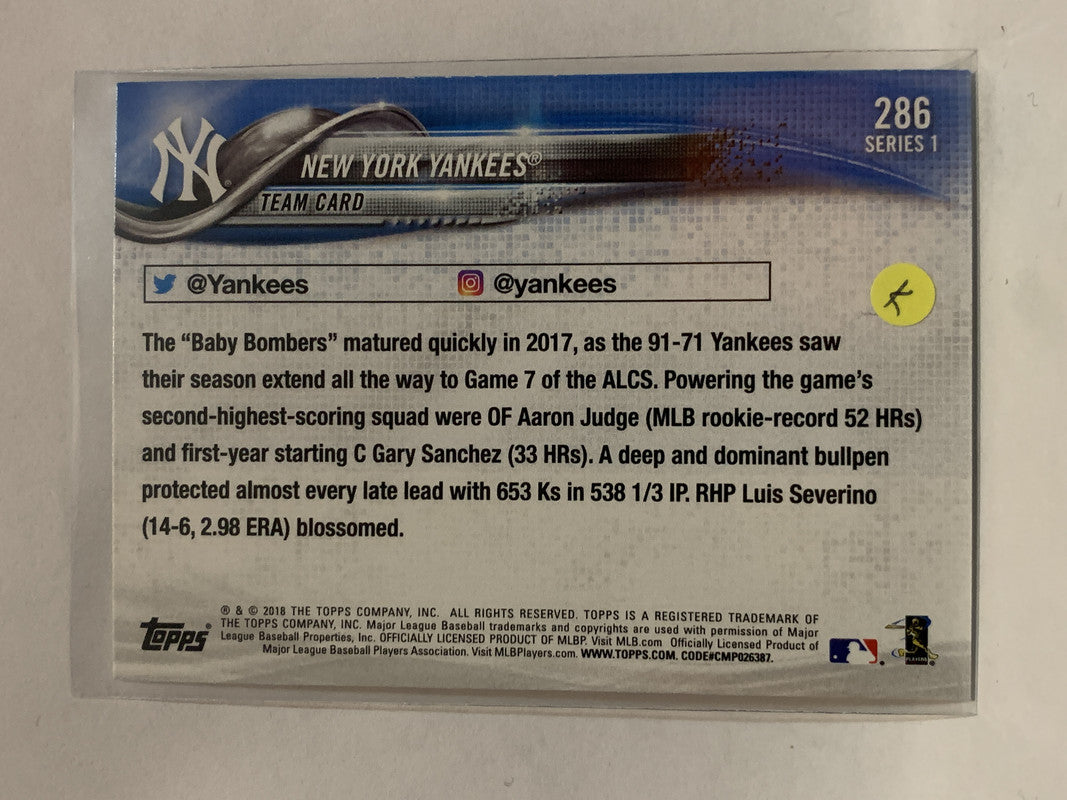 NY
286
SERIES 1
NEW YORK YANKEES®
TEAM CARD
@Yankees @yankees
K
The “Baby Bombers” matured quickly in 2017, as the 91-71 Yankees saw
their season extend all the way to Game 7 of the ALCS. Powering the game’s
second-highest-scoring squad were OF Aaron Judge (MLB rookie-record 52 HRs)
and first-year starting C Gary Sanchez (33 HRs). A deep and dominant bullpen
protected almost every late lead with 653 Ks in 538 1/3 IP. RHP Luis Severino
(14-6, 2.98 ERA) blossomed.
Topps®
® & © 2018 THE TOPPS COMPANY, INC. ALL RIGHTS RESERVED. TOPPS IS A REGISTERED TRADEMARK OF
THE TOPPS COMPANY, INC. Major League Baseball trademarks and copyrights are used with permission of Major
League Baseball Properties, Inc. OFFICIALLY LICENSED PRODUCT OF MLBP. Visit MLB.com Officially Licensed Product of
Major League Baseball Players Association. Visit MLBPlayers.com. WWW.TOPPS.COM. CODE#CMP026387.
PLAYERS